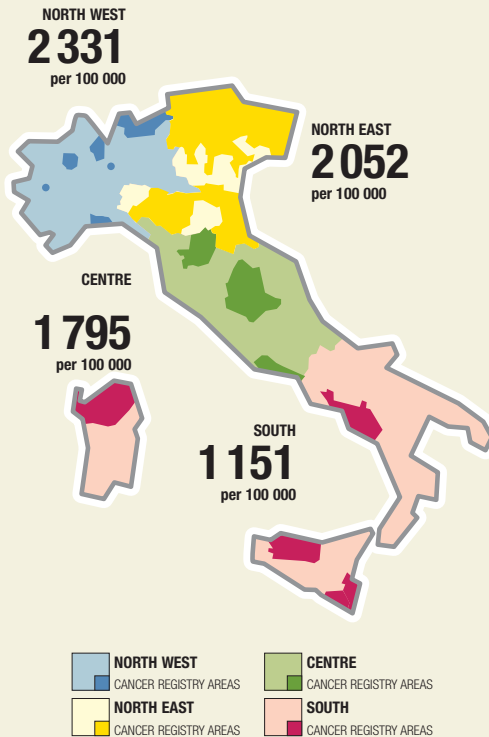 NORTH WEST
2 331
per 100 000
NORTH EAST
2 052
per 100 000
CENTRE
1 795
per 100 000
SOUTH
1 151
per 100 000
NORTH WEST
CANCER REGISTRY AREAS
NORTH EAST
CANCER REGISTRY AREAS
CENTRE
CANCER REGISTRY AREAS
SOUTH
CANCER REGISTRY AREAS